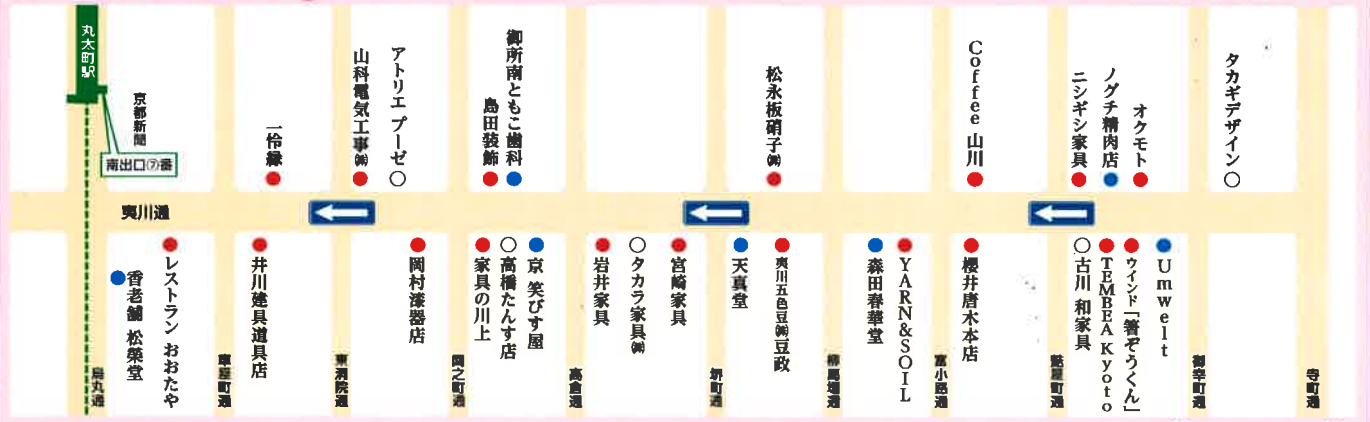 丸太町駅
京都新聞
南出口⑦番
一怜縁
山科電気工事㈱
アトリエ プーゼ
島田装飾
御所南ともこ歯科
松永板硝子㈱
Coffee 山川
ニシギシ家具
ノグチ精肉店
オクモト
タカギデザイン
夷川通
香老舗 松榮堂
レストラン おおたや
井川建具道具店
岡村漆器店
家具の川上
高橋たんす店
京 笑びす屋
岩井家具
タカラ家具㈱
宮崎家具
天真堂
夷川五色豆㈱豆政
森田春華堂
YARN&SOIL
櫻井唐木本店
古川 和家具
TEMBEA Kyoto
ウインド「箸ぞうくん」
Umwelt
烏丸通
車屋町通
東洞院通
間之町通
高倉通
堺町通
柳馬場通
富小路通
麩屋町通
御幸町通
寺町通